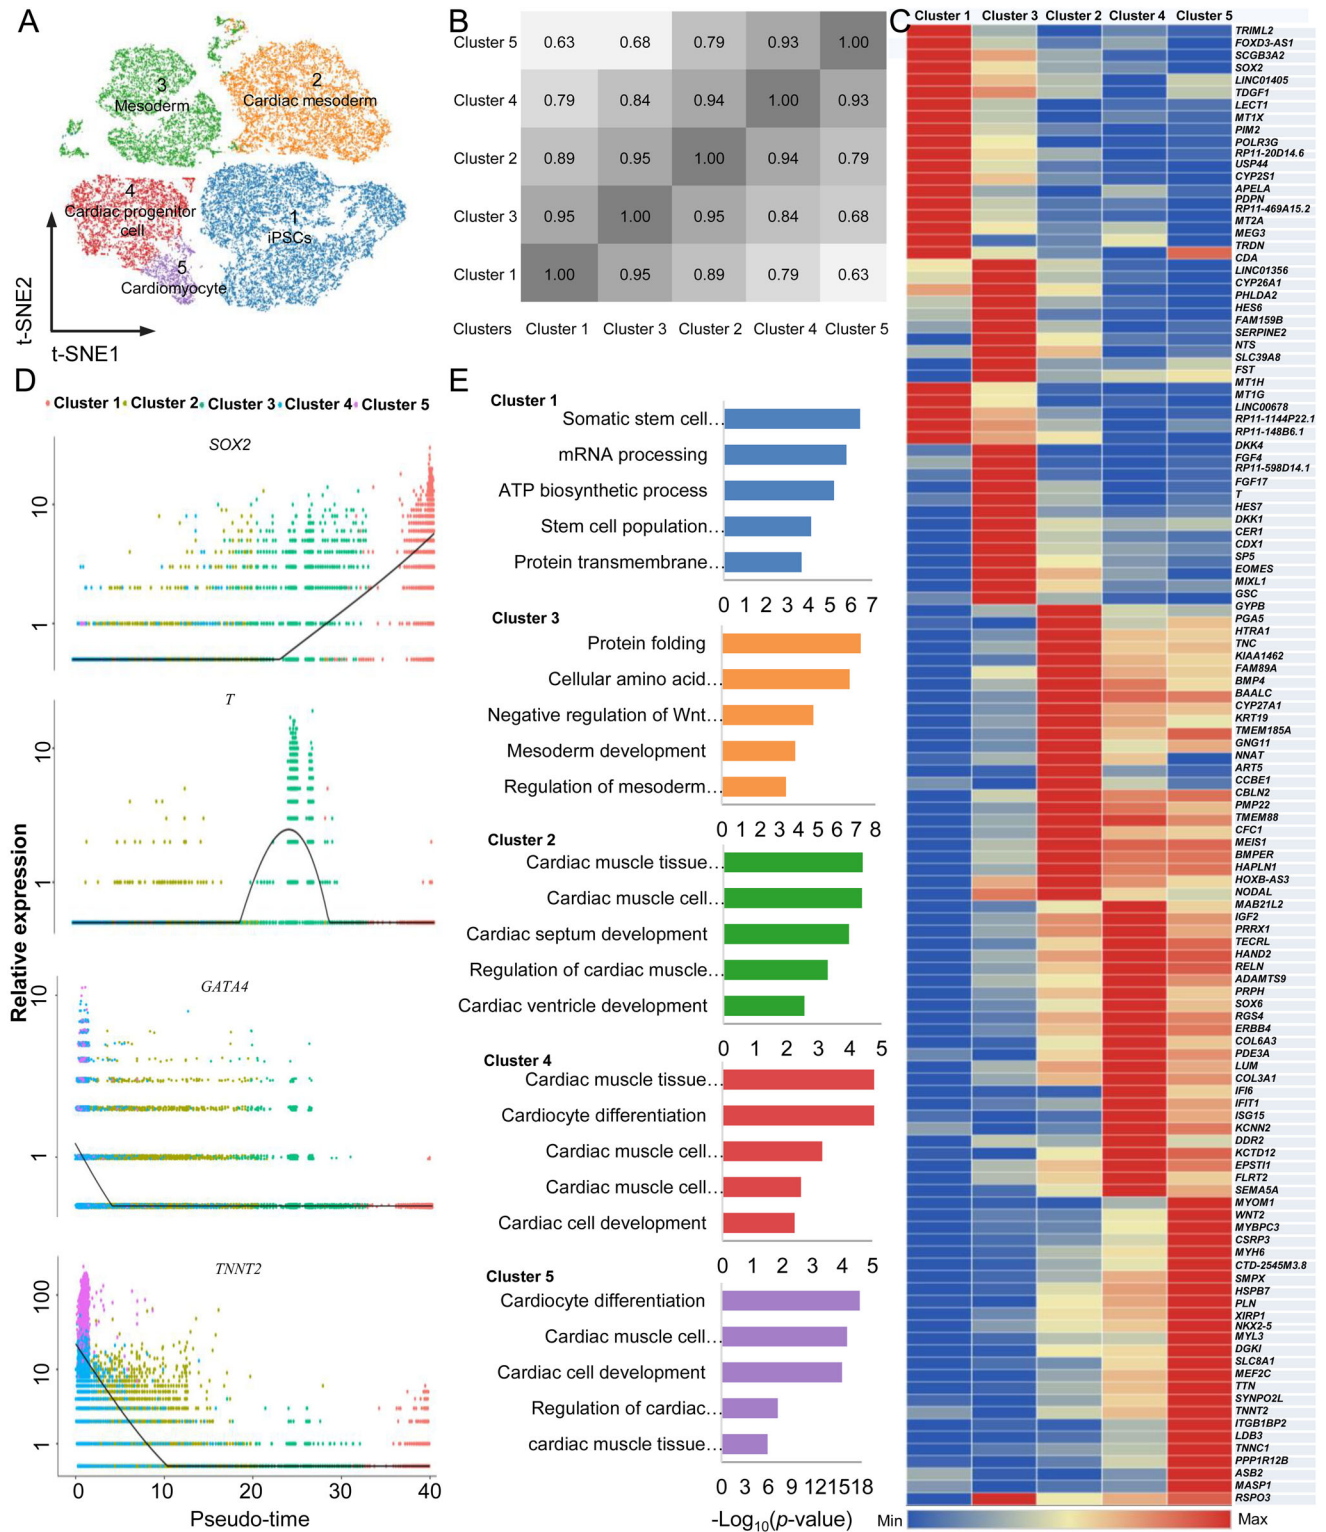 A
3
Mesoderm
2
Cardiac mesoderm
4
Cardiac progenitor
cell
1
iPSCs
5
Cardiomyocyte
t-SNE2
t-SNE1
B
Cluster 5 0.63 0.68 0.79 0.93 1.00
Cluster 4 0.79 0.84 0.94 1.00 0.93
Cluster 2 0.89 0.95 1.00 0.94 0.79
Cluster 3 0.95 1.00 0.95 0.84 0.68
Cluster 1 1.00 0.95 0.89 0.79 0.63
Clusters Cluster 1 Cluster 3 Cluster 2 Cluster 4 Cluster 5
C
Cluster 1 Cluster 3 Cluster 2 Cluster 4 Cluster 5
TRIML2
FOXD3-AS1
SCGB3A2
SOX2
LINC01405
TDGF1
LECT1
MT1X
PIM2
POLR3G
RP11-20D14.6
USP44
CYP2S1
APELA
PDPN
RP11-469A15.2
MT2A
MEG3
TRDN
CDA
LINC01356
CYP26A1
PHLDA2
HES6
FAM159B
SERPINE2
NTS
SLC39A8
FST
MT1H
MT1G
LINC00678
RP11-1144P22.1
RP11-148B6.1
DKK4
FGF4
RP11-598D14.1
FGF17
T
HES7
DKK1
CER1
CDX1
SP5
EOMES
MIXL1
GSC
GYPB
PGA5
HTRA1
TNC
KIAA1462
FAM89A
BMP4
BAALC
CYP27A1
KRT19
TMEM185A
GNG11
NNAT
ART5
CCBE1
CBLN2
PMP22
TMEM88
CFC1
MEIS1
BMPER
HAPLN1
HOXB-AS3
NODAL
MAB21L2
IGF2
PRRX1
TECRL
HAND2
RELN
ADAMTS9
PRPH
SOX6
RGS4
ERBB4
COL6A3
PDE3A
LUM
COL3A1
IFI6
IFIT1
ISG15
KCNN2
DDR2
KCTD12
EPSTI1
FLRT2
SEMA5A
MYOM1
WNT2
MYBPC3
CSRP3
MYH6
CTD-2545M3.8
SMPX
HSPB7
PLN
XIRP1
NKX2-5
MYL3
DGKI
SLC8A1
MEF2C
TTN
SYNPO2L
TNNT2
ITGB1BP2
LDB3
TNNC1
PPP1R12B
ASB2
MASP1
RSPO3
Min Max
D
Cluster 1 Cluster 2 Cluster 3 Cluster 4 Cluster 5
Relative expression
SOX2
10
1
T
10
1
GATA4
10
1
TNNT2
100
10
1
0 10 20 30 40
Pseudo-time
E
Cluster 1
Somatic stem cell...
mRNA processing
ATP biosynthetic process
Stem cell population...
Protein transmembrane...
0 1 2 3 4 5 6 7
Cluster 3
Protein folding
Cellular amino acid...
Negative regulation of Wnt...
Mesoderm development
Regulation of mesoderm...
0 1 2 3 4 5 6 7 8
Cluster 2
Cardiac muscle tissue...
Cardiac muscle cell...
Cardiac septum development
Regulation of cardiac muscle...
Cardiac ventricle development
0 1 2 3 4 5
Cluster 4
Cardiac muscle tissue...
Cardiocyte differentiation
Cardiac muscle cell...
Cardiac muscle cell...
Cardiac cell development
0 1 2 3 4 5
Cluster 5
Cardiocyte differentiation
Cardiac muscle cell...
Cardiac cell development
Regulation of cardiac...
cardiac muscle tissue...
0 3 6 9 12 15 18
-Log10(p-value)